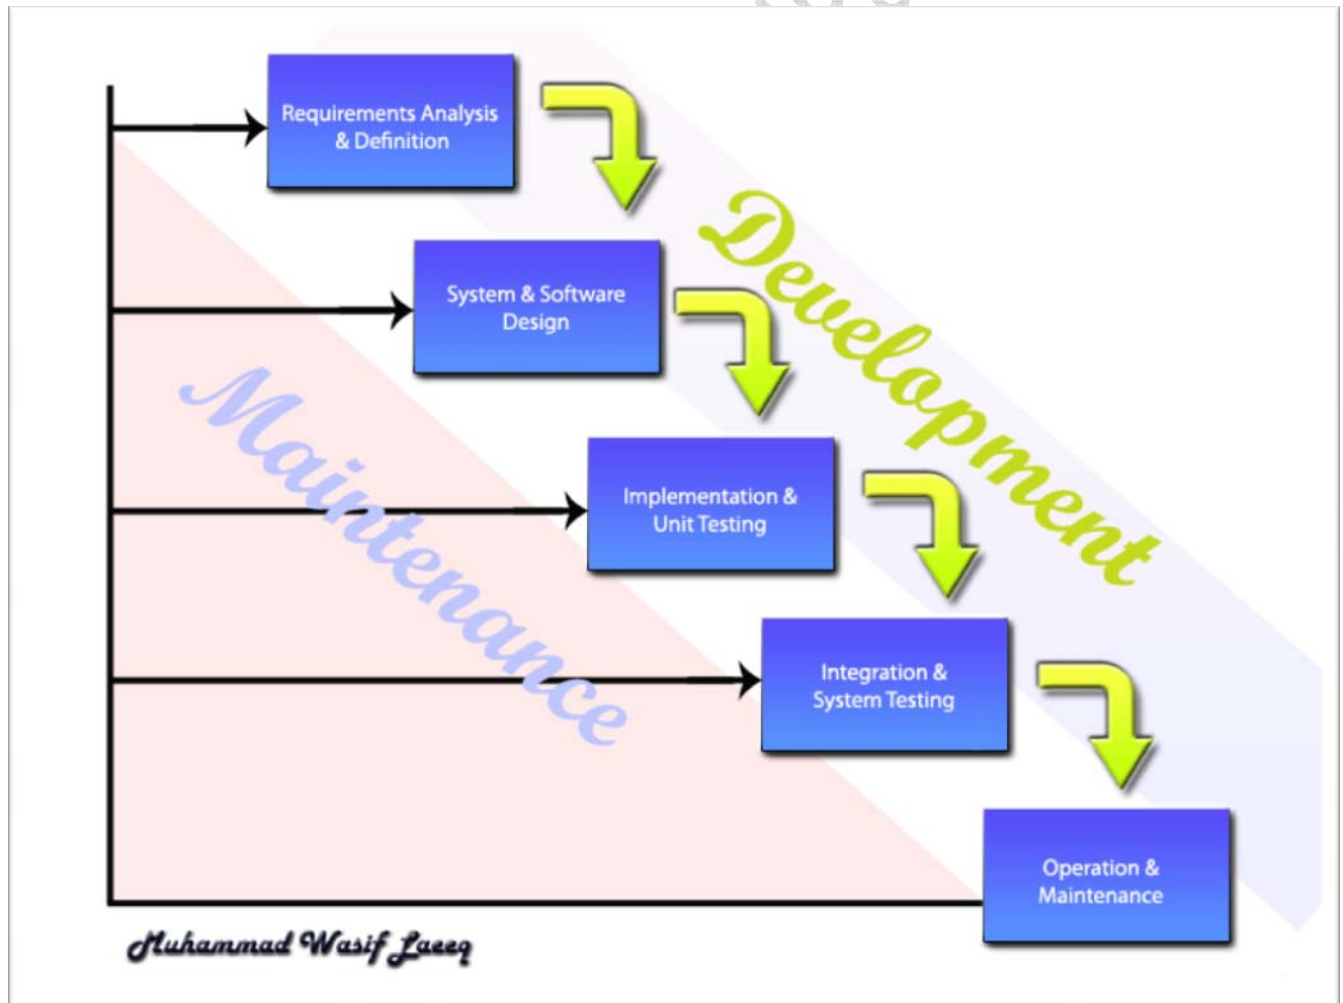 Requirements Analysis
& Definition
System & Software
Design
Development
Maintenance
Implementation &
Unit Testing
Integration &
System Testing
Operation &
Maintenance
Muhammad Wasif Laeeq